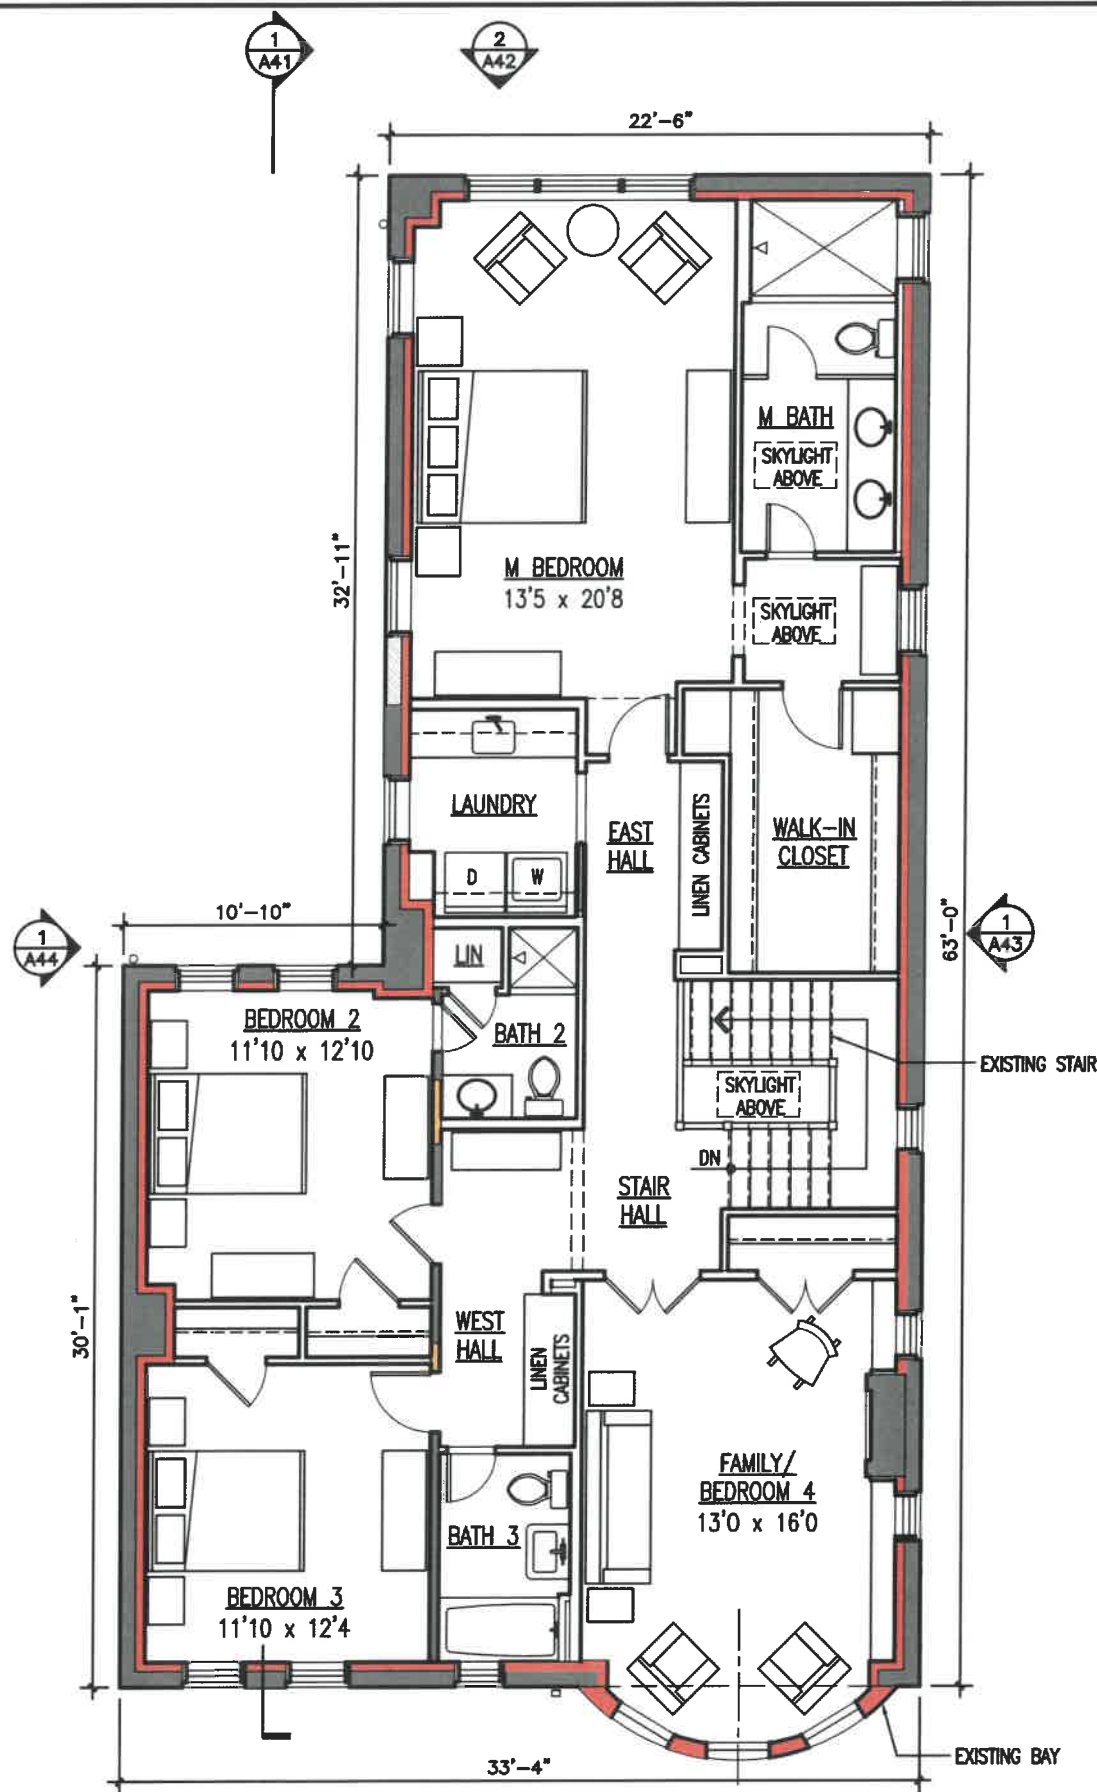 1
A41
2
A42
22'-6"
M BATH
SKYLIGHT
ABOVE
32'-11"
M BEDROOM
13'5 x 20'8
SKYLIGHT
ABOVE
LAUNDRY
EAST
HALL
LINEN CABINETS
WALK-IN
CLOSET
D
W
10'-10"
1
A44
63'-0"
1
A43
LIN
BEDROOM 2
11'10 x 12'10
BATH 2
EXISTING STAIR
SKYLIGHT
ABOVE
DN
STAIR
HALL
30'-1"
WEST
HALL
LINEN
CABINETS
FAMILY/
BEDROOM 4
13'0 x 16'0
BATH 3
BEDROOM 3
11'10 x 12'4
EXISTING BAY
33'-4"